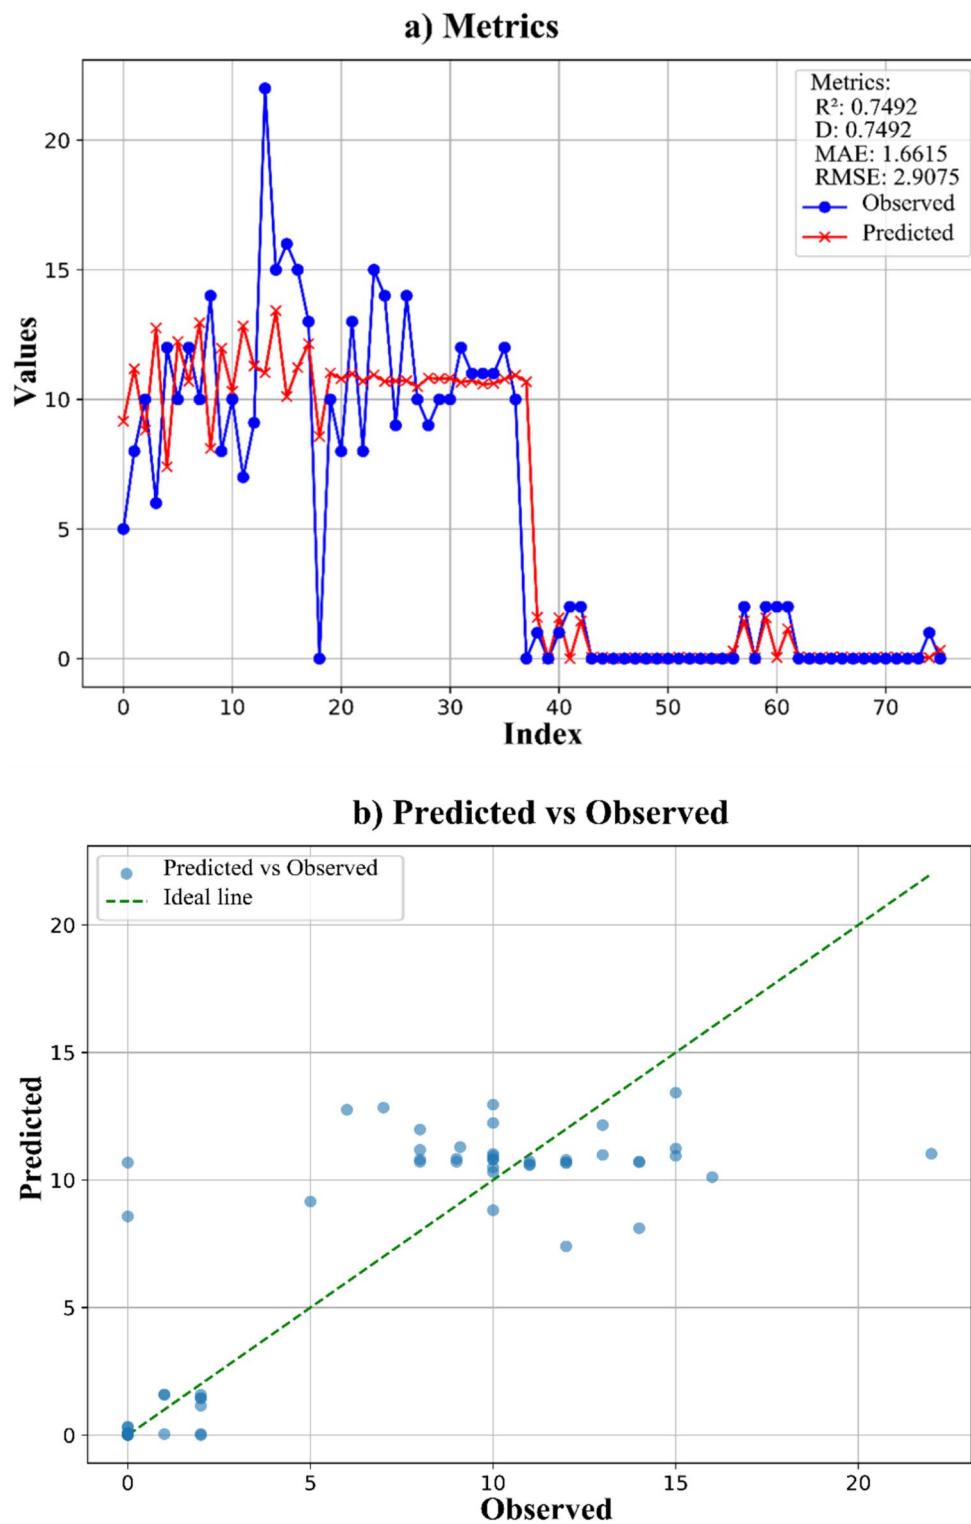 a) Metrics
Metrics:
R²: 0.7492
D: 0.7492
MAE: 1.6615
RMSE: 2.9075
Observed
Predicted
Values
20
15
10
5
0
0 10 20 30 40 50 60 70
Index
b) Predicted vs Observed
Predicted vs Observed
Ideal line
Predicted
20
15
10
5
0
0 5 10 15 20
Observed